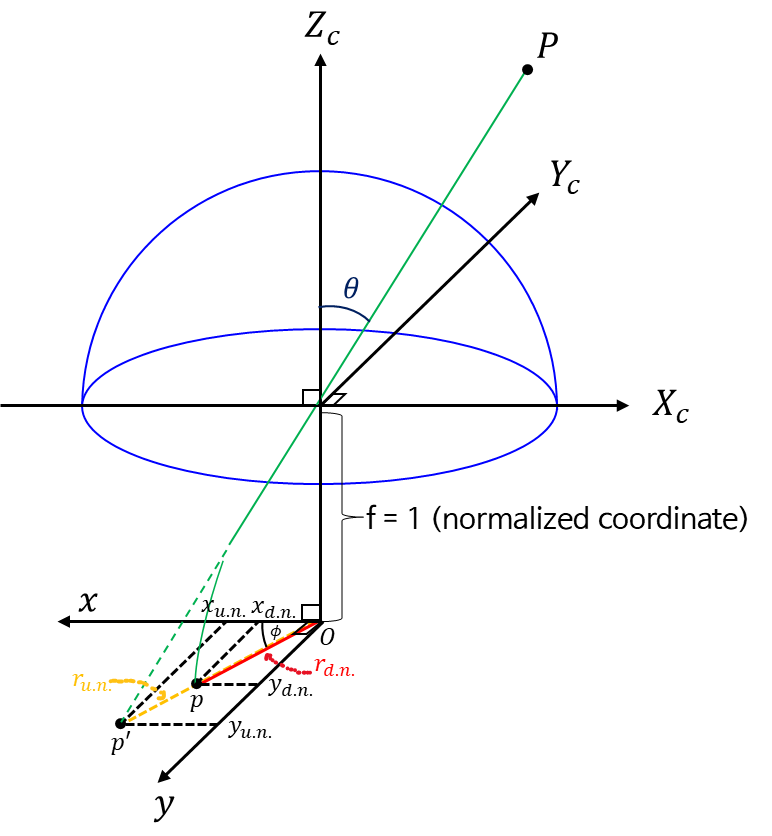 Z_c
P
Y_c
θ
X_c
f = 1 (normalized coordinate)
x
x_{u.n.} x_{d.n.}
ϕ
O
r_{u.n.}
r_{d.n.}
p
y_{d.n.}
p′
y_{u.n.}
y